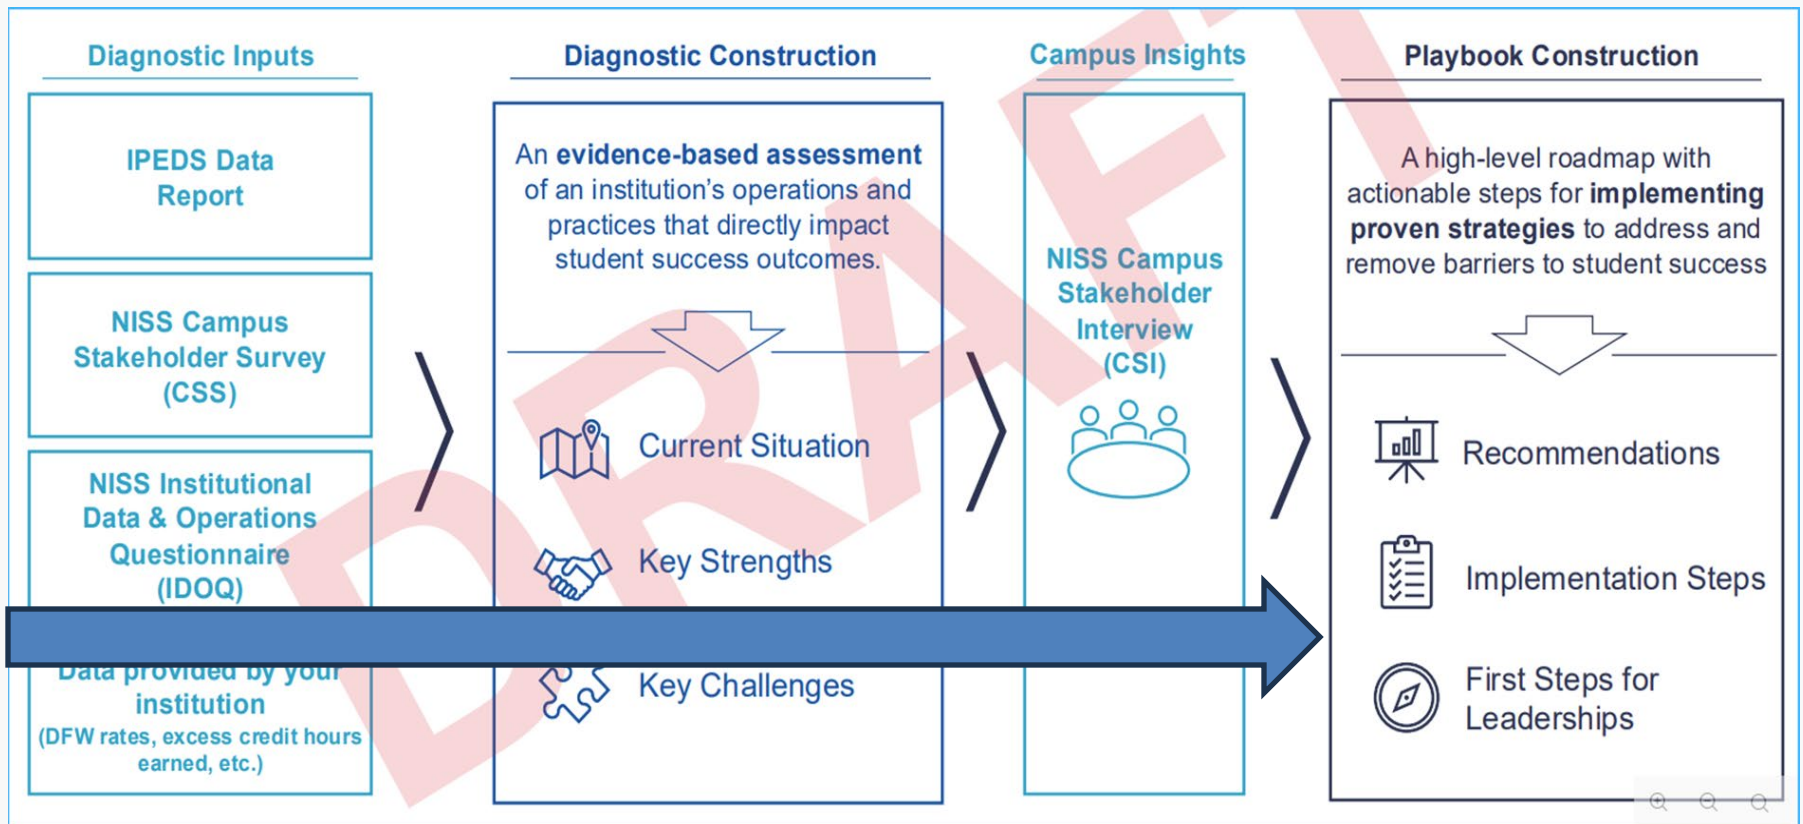 Diagnostic Inputs
IPEDS Data
Report
NISS Campus
Stakeholder Survey
(CSS)
NISS Institutional
Data & Operations
Questionnaire
(IDOQ)
Data provided by your
institution
(DFW rates, excess credit hours
earned, etc.)
Diagnostic Construction
An evidence-based assessment
of an institution's operations and
practices that directly impact
student success outcomes.
Current Situation
Key Strengths
Key Challenges
Campus Insights
NISS Campus
Stakeholder
Interview
(CSI)
Playbook Construction
A high-level roadmap with
actionable steps for implementing
proven strategies to address and
remove barriers to student success
Recommendations
Implementation Steps
First Steps for
Leaderships
DRAFT